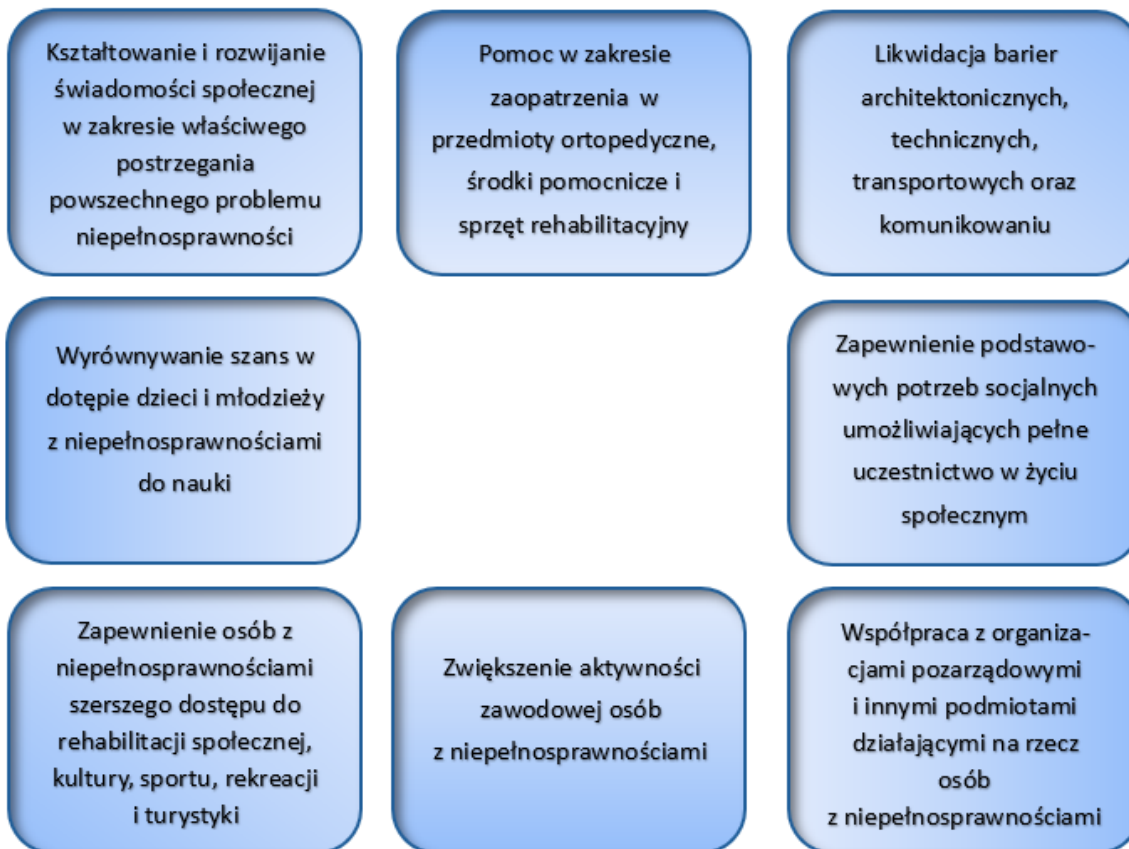 Kształtowanie i rozwijanie
świadomości społecznej
w zakresie właściwego
postrzegania
powszechnego problemu
niepełnosprawności
Pomoc w zakresie
zaopatrzenia w
przedmioty ortopedyczne,
środki pomocnicze i
sprzęt rehabilitacyjny
Likwidacja barier
architektonicznych,
technicznych,
transportowych oraz
komunikowaniu
Wyrównywanie szans w
dotępie dzieci i młodzieży
z niepełnosprawnościami
do nauki
Zapewnienie podstawo-
wych potrzeb socjalnych
umożliwiających pełne
uczestnictwo w życiu
społecznym
Zapewnienie osób z
niepełnosprawnościami
szerszego dostępu do
rehabilitacji społecznej,
kultury, sportu, rekreacji
i turystyki
Zwiększenie aktywności
zawodowej osób
z niepełnosprawnościami
Współpraca z organiza-
cjami pozarządowymi
i innymi podmiotami
działającymi na rzecz
osób
z niepełnosprawnościami